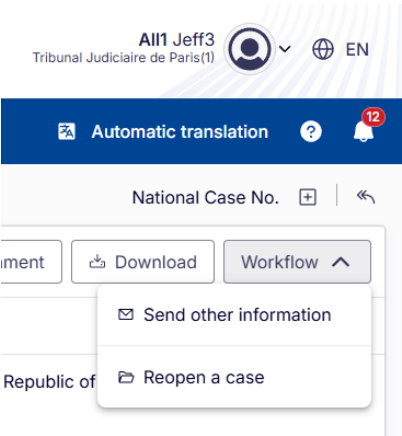 All1 Jeff3
Tribunal Judiciaire de Paris(1)
EN
Automatic translation
?
12
National Case No.
Download
Workflow
Send other information
Republic of
Reopen a case